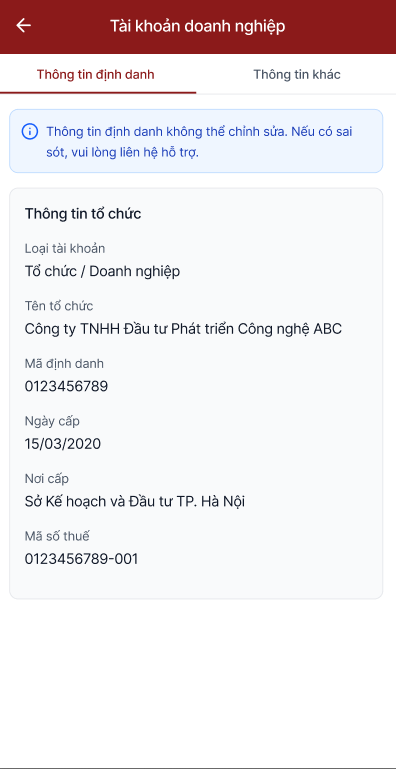 Tài khoản doanh nghiệp
Thông tin định danh
Thông tin khác
Thông tin định danh không thể chỉnh sửa. Nếu có sai
sót, vui lòng liên hệ hỗ trợ.
Thông tin tổ chức
Loại tài khoản
Tổ chức / Doanh nghiệp
Tên tổ chức
Công ty TNHH Đầu tư Phát triển Công nghệ ABC
Mã định danh
0123456789
Ngày cấp
15/03/2020
Nơi cấp
Sở Kế hoạch và Đầu tư TP. Hà Nội
Mã số thuế
0123456789-001